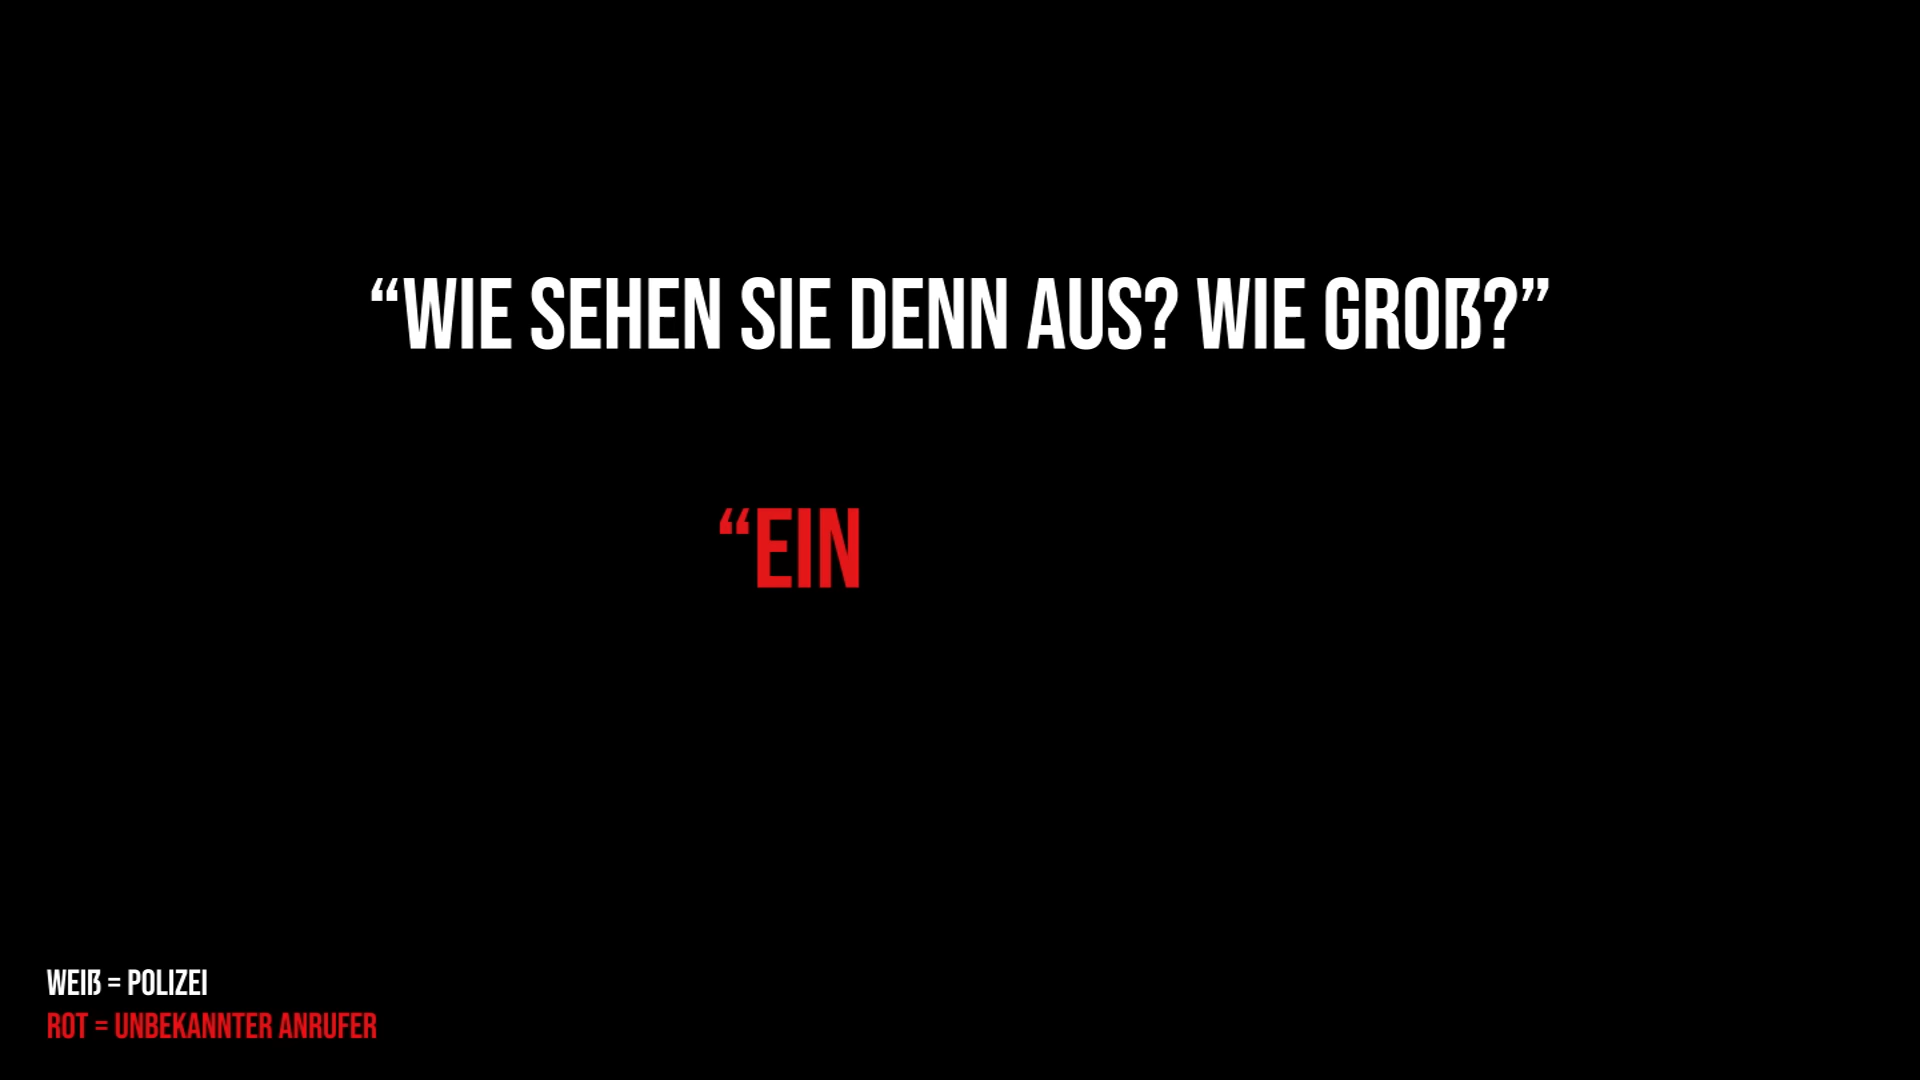 “WIE SEHEN SIE DENN AUS? WIE GROß?”
“EIN
WEIß = POLIZEI
ROT = UNBEKANNTER ANRUFER